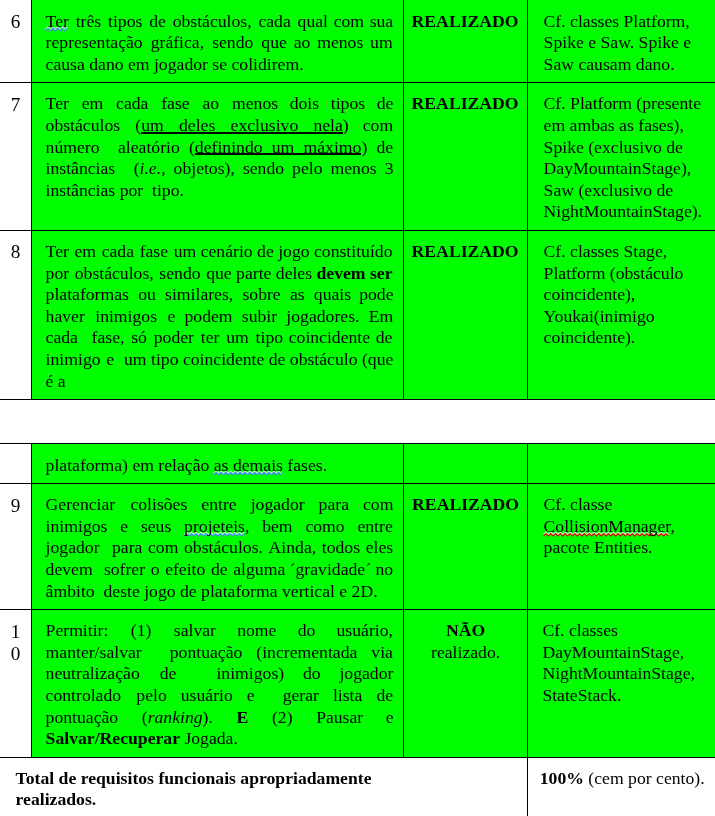 6
Ter três tipos de obstáculos, cada qual com sua
representação gráfica, sendo que ao menos um
causa dano em jogador se colidirem.
REALIZADO
Cf. classes Platform,
Spike e Saw. Spike e
Saw causam dano.
7
Ter em cada fase ao menos dois tipos de
obstáculos (um deles exclusivo nela) com
número aleatório (definindo um máximo) de
instâncias (i.e., objetos), sendo pelo menos 3
instâncias por tipo.
REALIZADO
Cf. Platform (presente
em ambas as fases),
Spike (exclusivo de
DayMountainStage),
Saw (exclusivo de
NightMountainStage).
8
Ter em cada fase um cenário de jogo constituído
por obstáculos, sendo que parte deles devem ser
plataformas ou similares, sobre as quais pode
haver inimigos e podem subir jogadores. Em
cada fase, só poder ter um tipo coincidente de
inimigo e um tipo coincidente de obstáculo (que
é a
REALIZADO
Cf. classes Stage,
Platform (obstáculo
coincidente),
Youkai(inimigo
coincidente).
plataforma) em relação as demais fases.
9
Gerenciar colisões entre jogador para com
inimigos e seus projeteis, bem como entre
jogador para com obstáculos. Ainda, todos eles
devem sofrer o efeito de alguma ´gravidade´ no
âmbito deste jogo de plataforma vertical e 2D.
REALIZADO
Cf. classe
CollisionManager,
pacote Entities.
1
0
Permitir: (1) salvar nome do usuário,
manter/salvar pontuação (incrementada via
neutralização de inimigos) do jogador
controlado pelo usuário e gerar lista de
pontuação (ranking). E (2) Pausar e
Salvar/Recuperar Jogada.
NÃO
realizado.
Cf. classes
DayMountainStage,
NightMountainStage,
StateStack.
Total de requisitos funcionais apropriadamente
realizados.
100% (cem por cento).